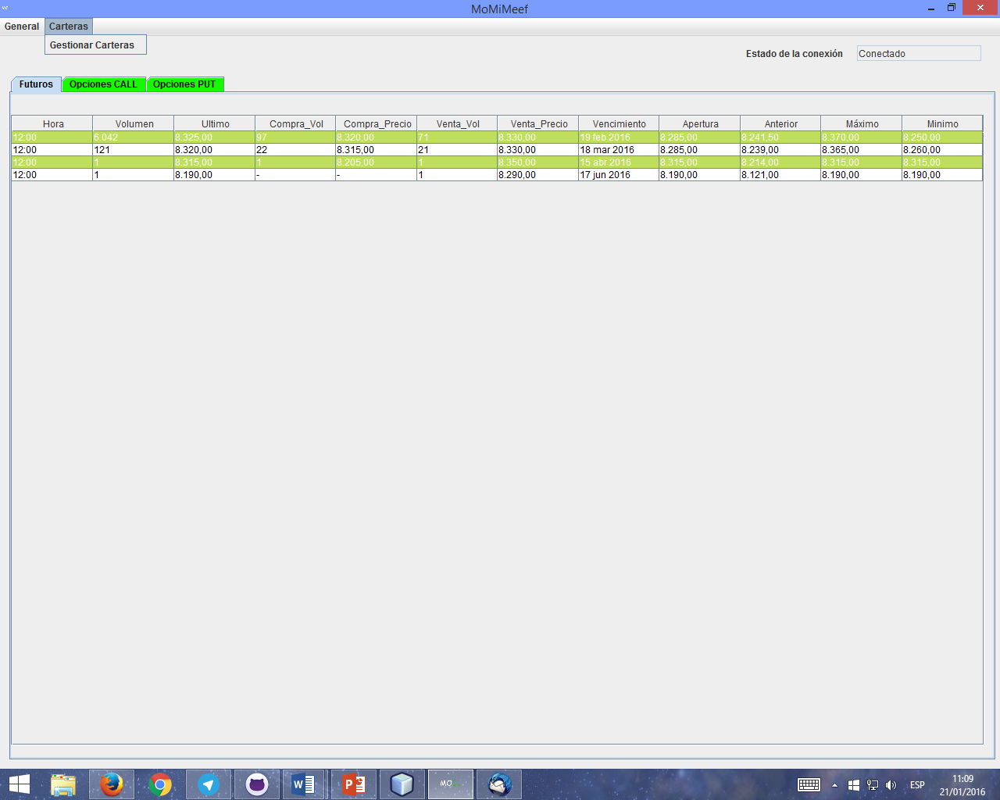 MoMiMeef
General Carteras
Gestionar Carteras
Estado de la conexión Conectado
Futuros Opciones CALL Opciones PUT
Hora Volumen Ultimo Compra_Vol Compra_Precio Venta_Vol Venta_Precio Vencimiento Apertura Anterior Máximo Minimo
12:00 6.042 8.325,00 97 8.320,00 71 8.330,00 19 feb 2016 8.285,00 8.241,50 8.370,00 8.250,00
12:00 121 8.320,00 22 8.315,00 21 8.330,00 18 mar 2016 8.285,00 8.239,00 8.365,00 8.260,00
12:00 1 8.315,00 1 8.205,00 1 8.350,00 15 abr 2016 8.315,00 8.214,00 8.315,00 8.315,00
12:00 1 8.190,00 - - 1 8.290,00 17 jun 2016 8.190,00 8.121,00 8.190,00 8.190,00
MO
ESP
11:09
21/01/2016